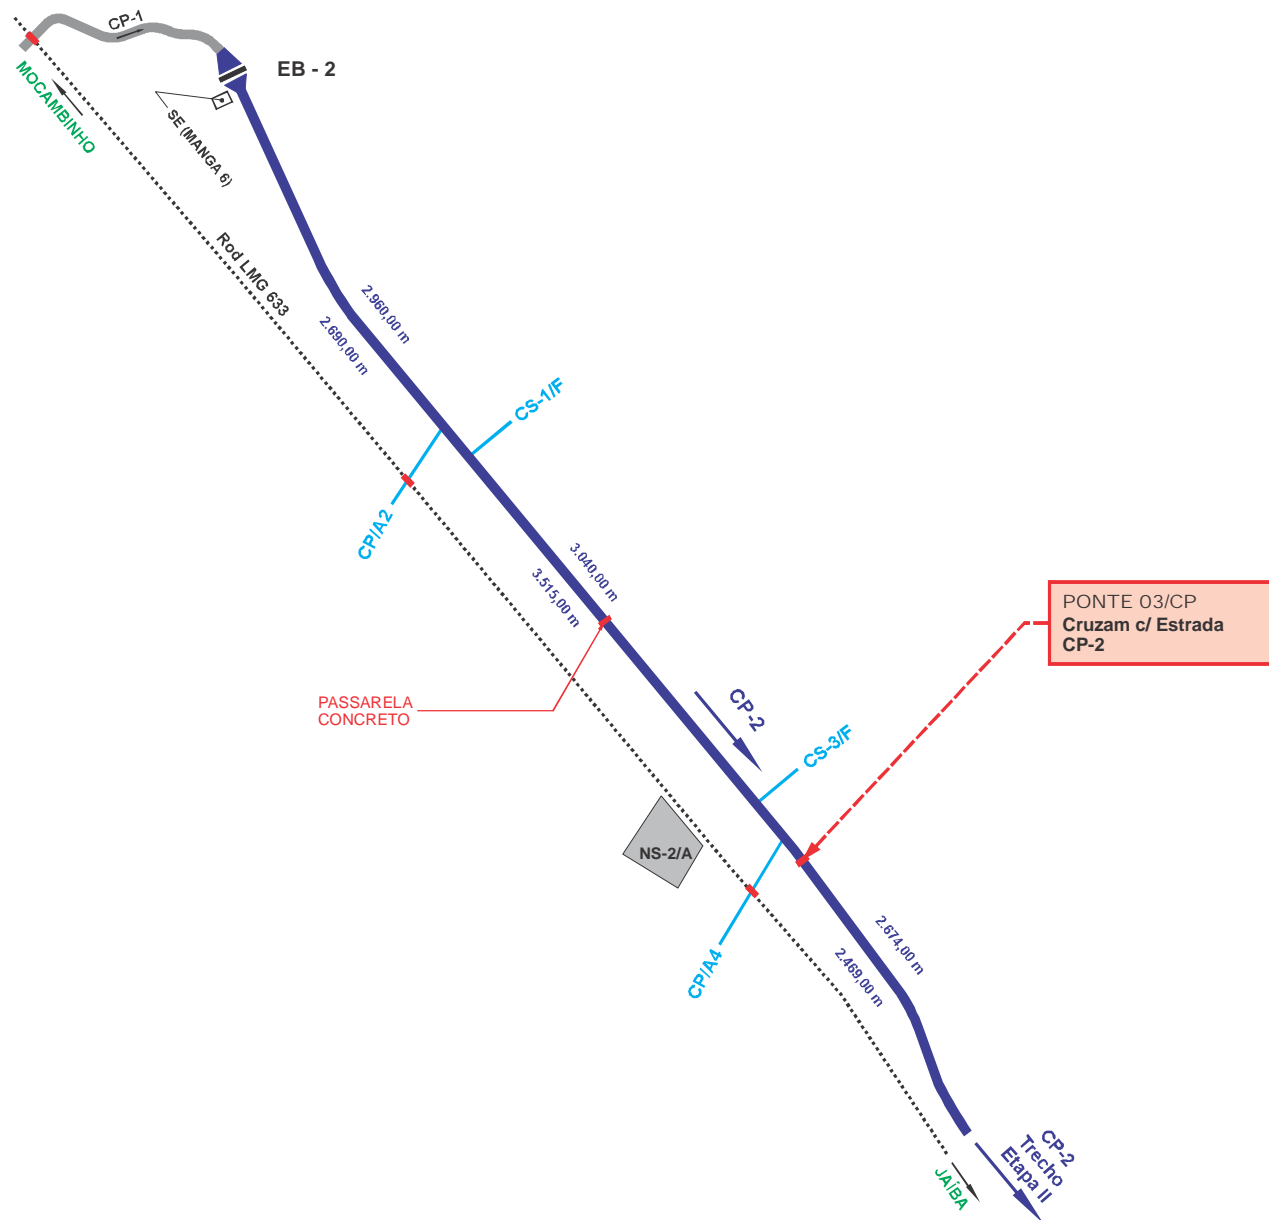 CP-1
EB - 2
MOCAMBINHO
SE (MANGA 6)
Rod LMG 633
2.960,00 m
2.690,00 m
CS-1/F
CP/A2
3.040,00 m
3.515,00 m
PONTE 03/CP
Cruzam c/ Estrada
CP-2
PASSARELA
CONCRETO
CP-2
CS-3/F
NS-2/A
CP/A4
2.674,00 m
2.469,00 m
CP-2
Trecho
Etapa II
JAÍBA